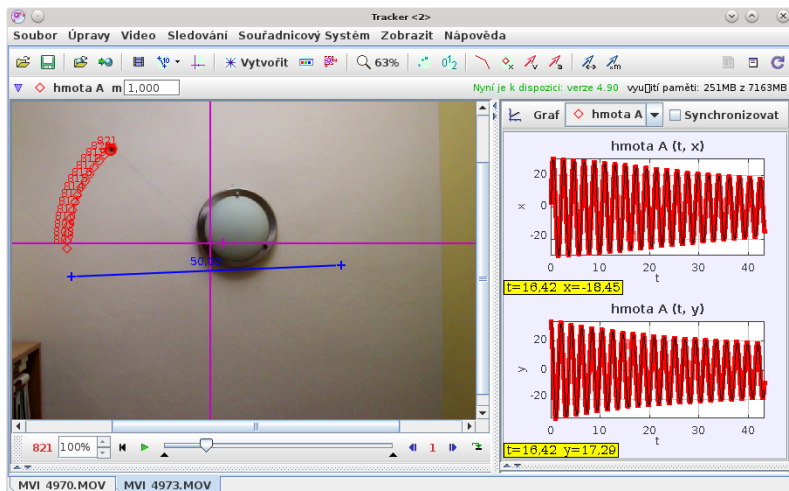 Tracker <2>
Soubor Úpravy Video Sledování Souřadnicový Systém Zobrazit Nápověda
Vytvořit 63%
hmota A m 1,000 Nyní je k dispozici: verze 4.90 využití paměti: 251MB z 7163MB
Graf hmota A Synchronizovat
821
50,00
hmota A (t, x)
20
0
-20
x
0 10 20 30 40
t
t=16,42 x=-18,45
hmota A (t, y)
20
0
-20
y
0 10 20 30 40
t
t=16,42 y=17,29
821 100% 1
MVI_4970.MOV MVI_4973.MOV